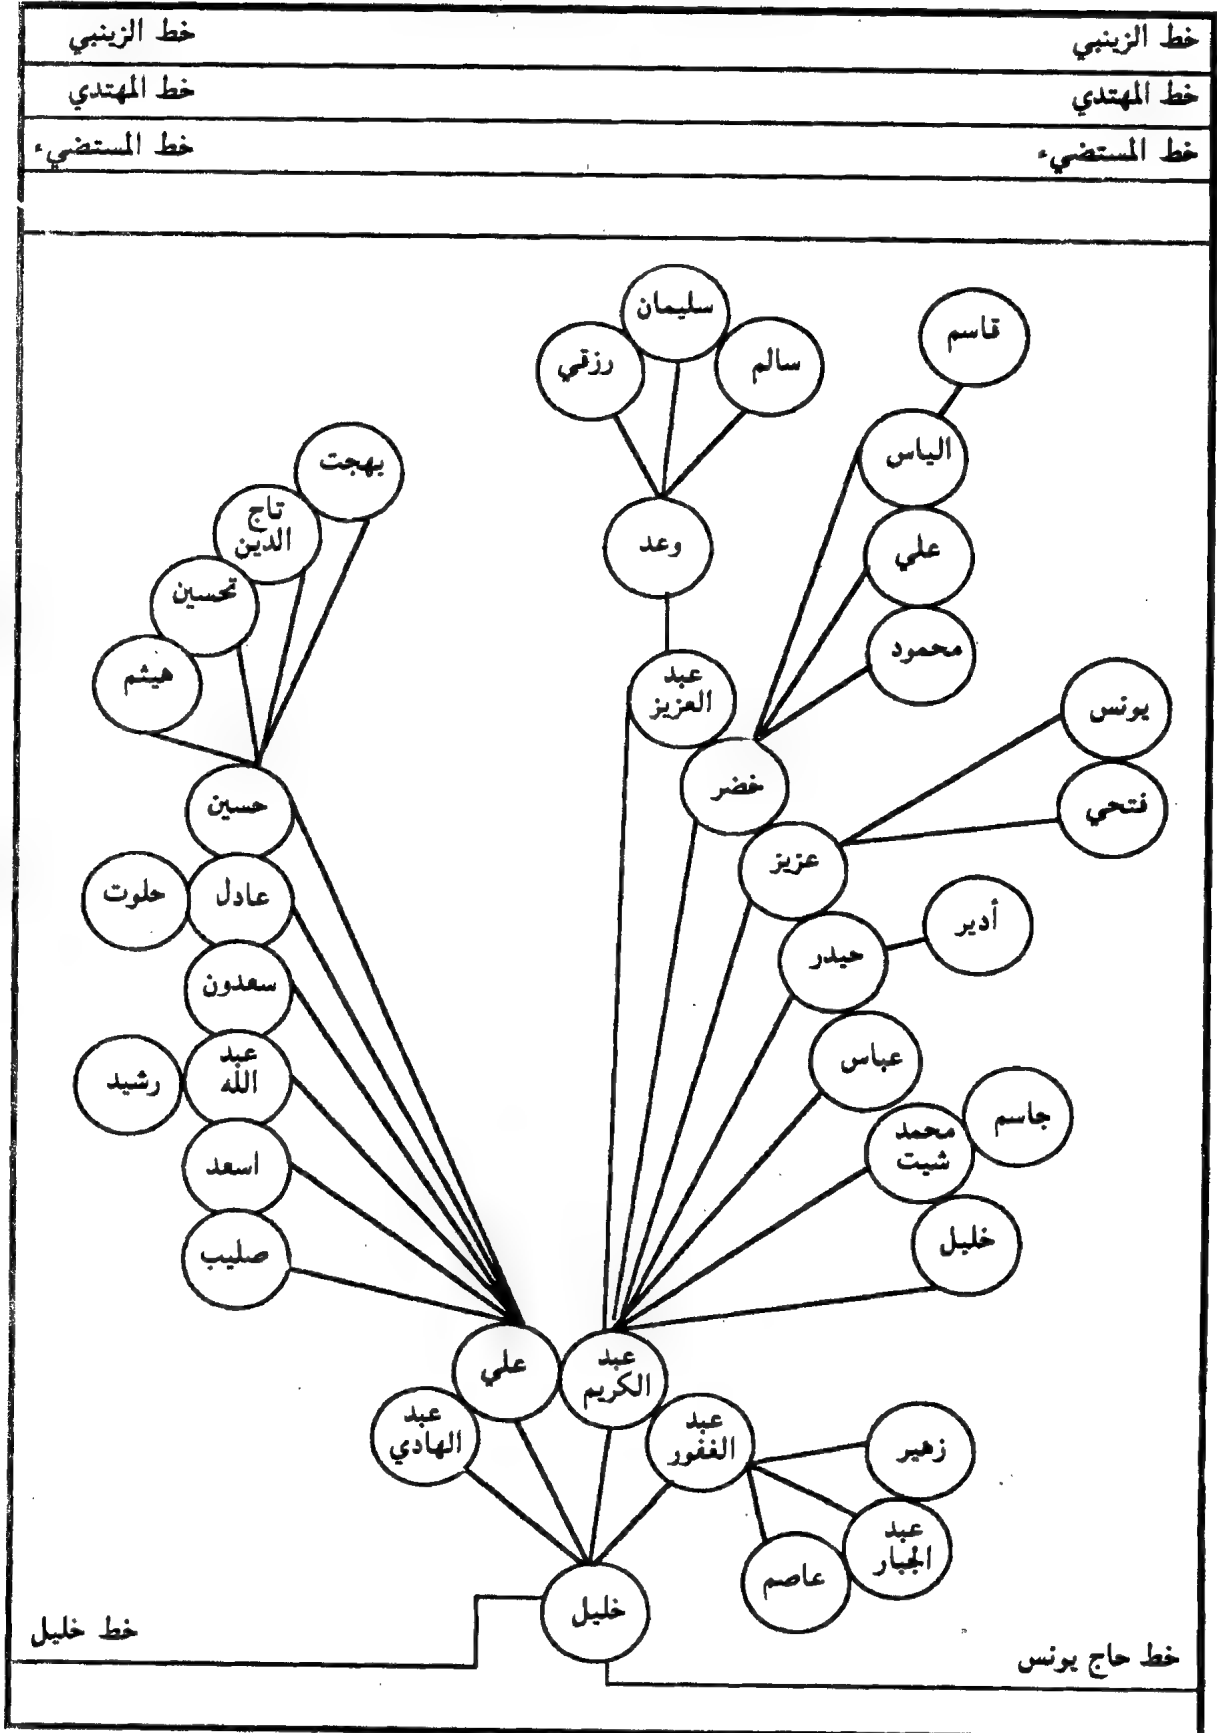 خط الزينبي
خط الزينبي
خط المهتدي
خط المهتدي
خط المستضيء
خط المستضيء
سليمان
قاسم
سالم
رزقي
الياس
بهجت
تاج
الدين
وعد
علي
تحسين
محمود
هيثم
عبد
العزيز
يونس
خضر
حسين
فتحي
عزيز
عادل
حلوت
أدير
حيدر
سعدون
عباس
عبد
الله
رشيد
جاسم
محمد
شيت
اسعد
خليل
صليب
عبد
الكريم
علي
عبد
الغفور
عبد
الهادي
زهير
عبد
الجبار
عاصم
خليل
خط حاج يونس
خط خليل